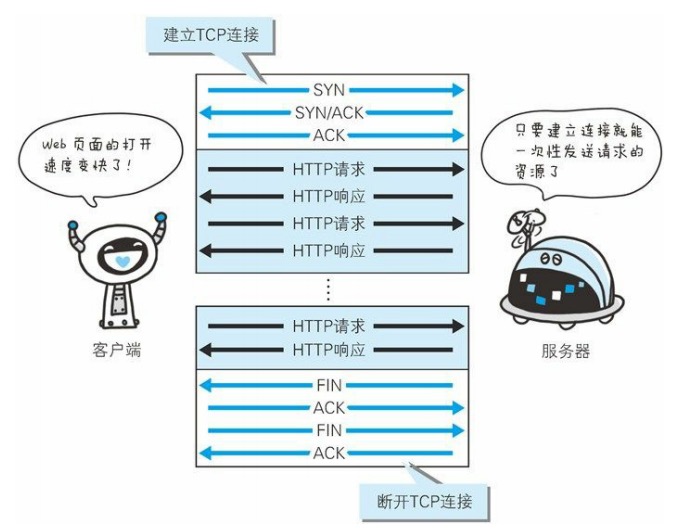 建立TCP连接
SYN
SYN/ACK
ACK
Web 页面的打开
速度变快了!
只要建立连接就能
一次性发送请求的
资源了
HTTP请求
HTTP响应
HTTP请求
HTTP响应
HTTP请求
HTTP响应
客户端
服务器
FIN
ACK
FIN
ACK
断开TCP连接